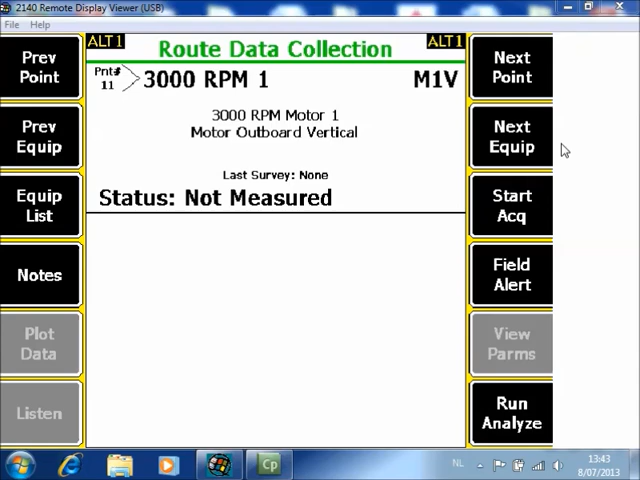 2140 Remote Display Viewer (USB)
File Help
ALT1
Route Data Collection
ALT1
Pnt#
11
3000 RPM 1
M1V
3000 RPM Motor 1
Motor Outboard Vertical
Last Survey: None
Status: Not Measured
Prev
Point
Prev
Equip
Equip
List
Notes
Plot
Data
Listen
Next
Point
Next
Equip
Start
Acq
Field
Alert
View
Parms
Run
Analyze
Cp
NL
13:43
8/07/2013